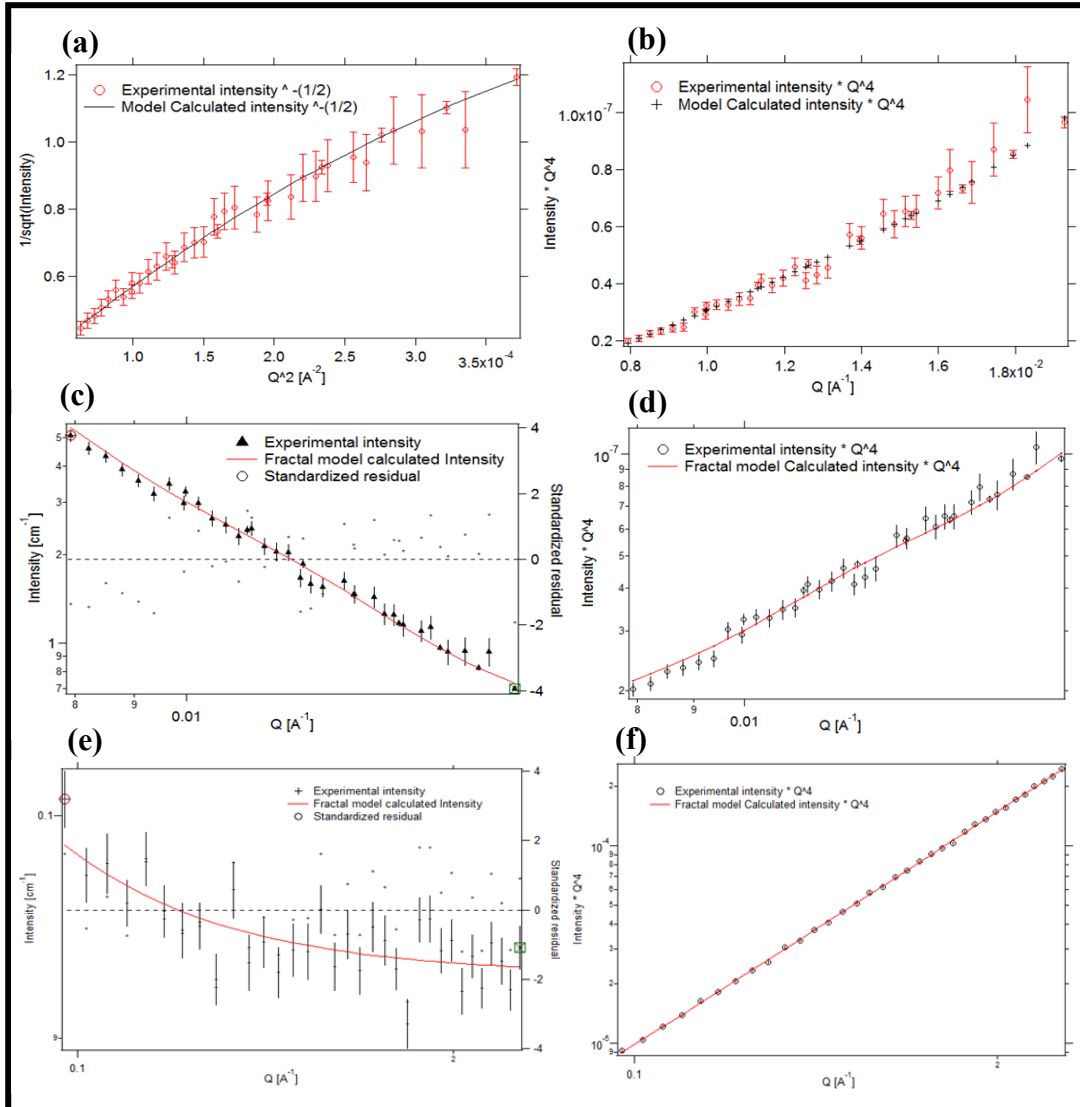 (a)
Experimental intensity ^ -(1/2)
Model Calculated intensity ^-(1/2)
1/sqrt(Intensity)
1.2
1.0
0.8
0.6
1.0
1.5
2.0
2.5
3.0
3.5x10^-4
Q^2 [A^-2]
(b)
Experimental intensity * Q^4
Model Calculated intensity * Q^4
Intensity * Q^4
1.0x10^-7
0.8
0.6
0.4
0.2
0.8
1.0
1.2
1.4
1.6
1.8x10^-2
Q [A^-1]
(c)
Experimental intensity
Fractal model calculated Intensity
Standardized residual
Intensity [cm^-1]
5
4
3
2
1
9
8
7
4
2
0
-2
-4
Standardized residual
8
9
0.01
Q [A^-1]
(d)
Experimental intensity * Q^4
Fractal model Calculated intensity * Q^4
Intensity * Q^4
10^-7
9
8
7
6
5
4
3
2
8
9
0.01
Q [A^-1]
(e)
Experimental intensity
Fractal model calculated Intensity
Standardized residual
Intensity [cm^-1]
0.1
9
4
2
0
-2
-4
Standardized residual
0.1
2
Q [A^-1]
(f)
Experimental intensity * Q^4
Fractal model Calculated intensity * Q^4
Intensity * Q^4
2
10^-4
9
8
7
6
5
4
3
2
10^-5
9
0.1
2
Q [A^-1]